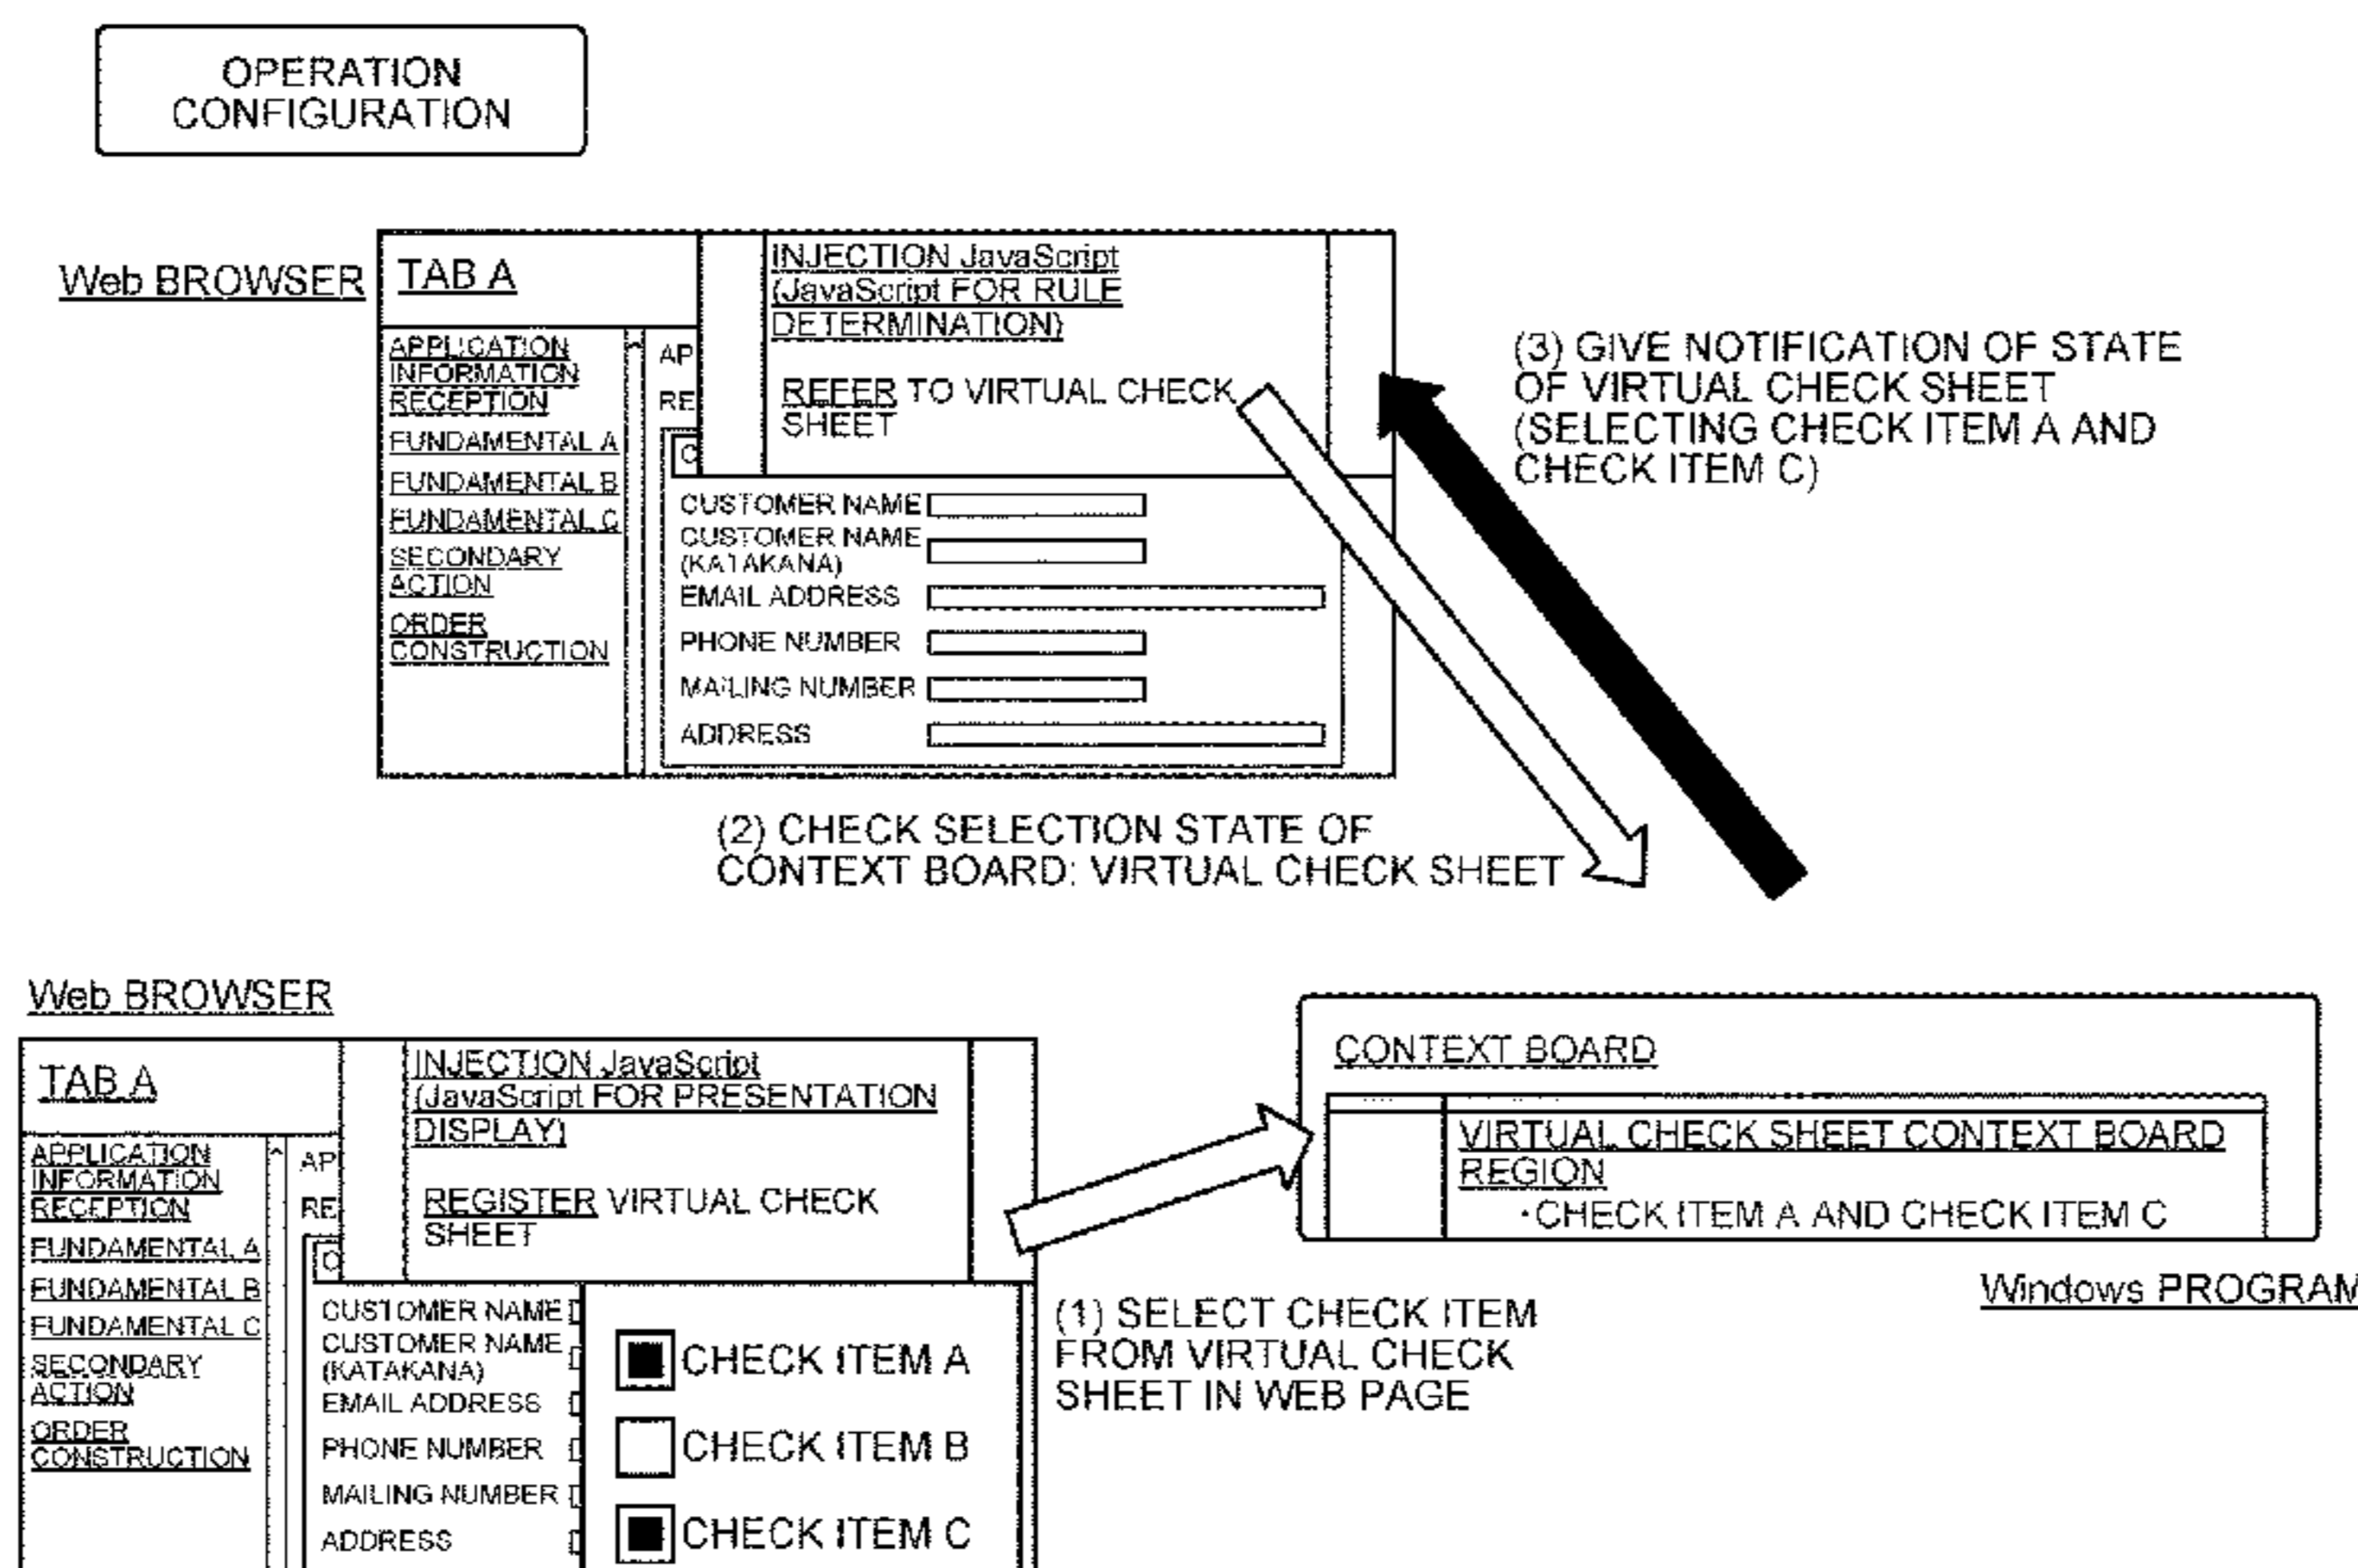 OPERATION
CONFIGURATION
Web BROWSER
TAB A
INJECTION JavaScript
(JavaScript FOR RULE
DETERMINATION)
REFER TO VIRTUAL CHECK
SHEET
APPLICATION
INFORMATION
RECEPTION
FUNDAMENTAL A
FUNDAMENTAL B
FUNDAMENTAL C
SECONDARY
ACTION
ORDER
CONSTRUCTION
AP
RE
C
CUSTOMER NAME
CUSTOMER NAME
(KATAKANA)
EMAIL ADDRESS
PHONE NUMBER
MAILING NUMBER
ADDRESS
(3) GIVE NOTIFICATION OF STATE
OF VIRTUAL CHECK SHEET
(SELECTING CHECK ITEM A AND
CHECK ITEM C)
(2) CHECK SELECTION STATE OF
CONTEXT BOARD: VIRTUAL CHECK SHEET
Web BROWSER
TAB A
INJECTION JavaScript
(JavaScript FOR PRESENTATION
DISPLAY)
REGISTER VIRTUAL CHECK
SHEET
APPLICATION
INFORMATION
RECEPTION
FUNDAMENTAL A
FUNDAMENTAL B
FUNDAMENTAL C
SECONDARY
ACTION
ORDER
CONSTRUCTION
AP
RE
C
CUSTOMER NAME
CUSTOMER NAME
(KATAKANA)
EMAIL ADDRESS
PHONE NUMBER
MAILING NUMBER
ADDRESS
CHECK ITEM A
CHECK ITEM B
CHECK ITEM C
(1) SELECT CHECK ITEM
FROM VIRTUAL CHECK
SHEET IN WEB PAGE
CONTEXT BOARD
VIRTUAL CHECK SHEET CONTEXT BOARD
REGION
・CHECK ITEM A AND CHECK ITEM C
Windows PROGRAM